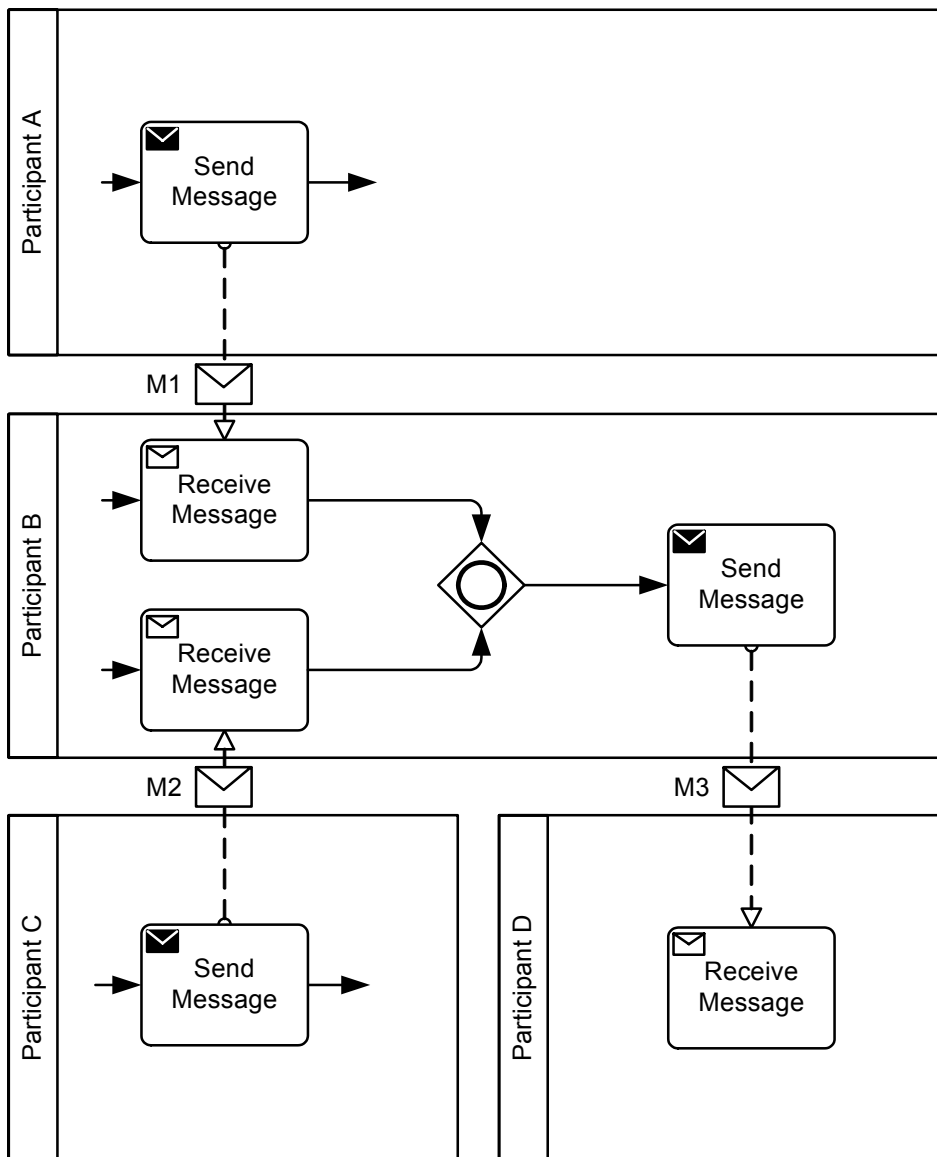 Participant A
Send
Message
M1
Participant B
Receive
Message
Receive
Message
Send
Message
M2
M3
Participant C
Send
Message
Participant D
Receive
Message